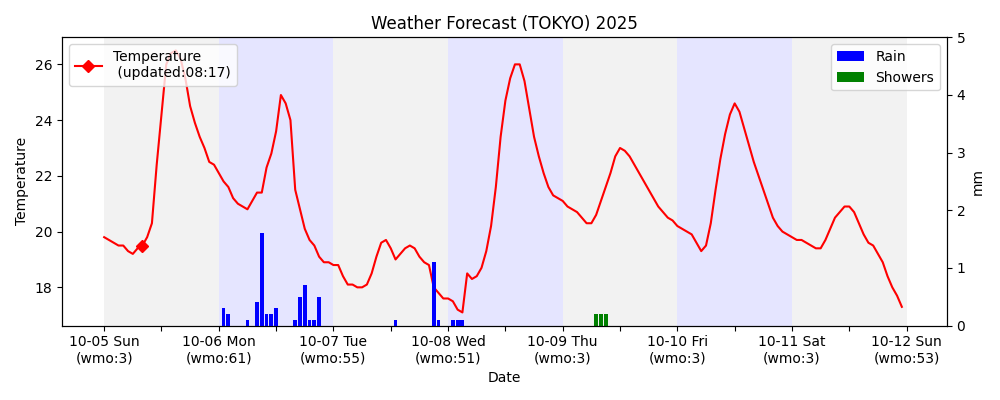 Weather Forecast (TOKYO) 2025
Temperature
(updated:08:17)
Rain
Showers
Temperature
26
24
22
20
18
mm
5
4
3
2
1
0
10-05 Sun
(wmo:3)
10-06 Mon
(wmo:61)
10-07 Tue
(wmo:55)
10-08 Wed
(wmo:51)
10-09 Thu
(wmo:3)
10-10 Fri
(wmo:3)
10-11 Sat
(wmo:3)
10-12 Sun
(wmo:53)
Date